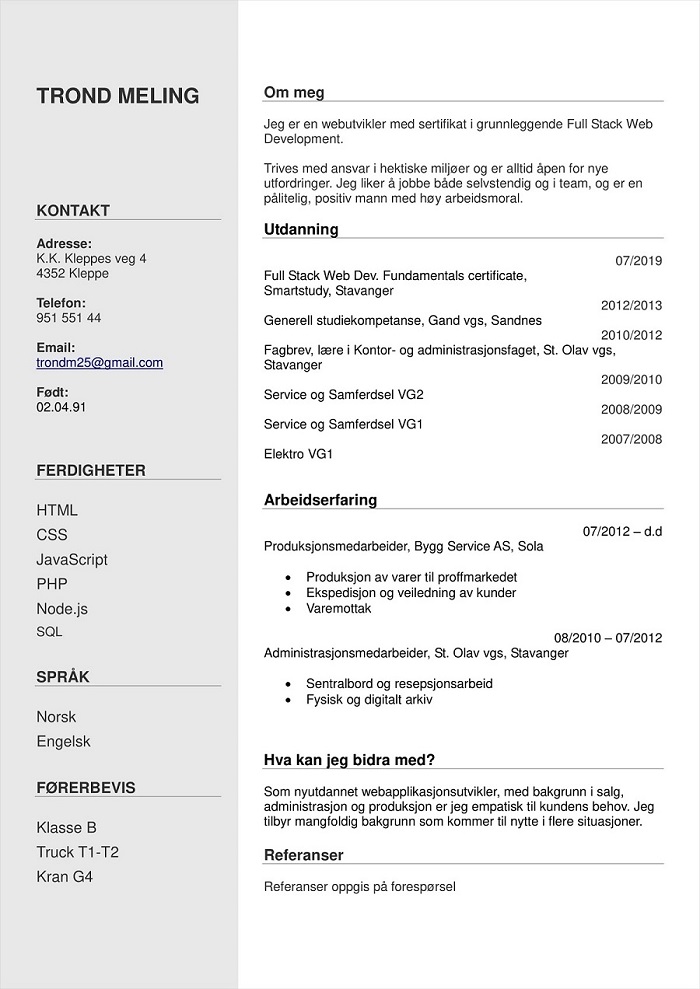 TROND MELING
KONTAKT
Adresse:
K.K. Kleppes veg 4
4352 Kleppe
Telefon:
951 551 44
Email:
trondm25@gmail.com
Født:
02.04.91
FERDIGHETER
HTML
CSS
JavaScript
PHP
Node.js
SQL
SPRÅK
Norsk
Engelsk
FØRERBEVIS
Klasse B
Truck T1-T2
Kran G4
Om meg
Jeg er en webutvikler med sertifikat i grunnleggende Full Stack Web
Development.
Trives med ansvar i hektiske miljøer og er alltid åpen for nye
utfordringer. Jeg liker å jobbe både selvstendig og i team, og er en
pålitelig, positiv mann med høy arbeidsmoral.
Utdanning
07/2019
Full Stack Web Dev. Fundamentals certificate,
Smartstudy, Stavanger
2012/2013
Generell studiekompetanse, Gand vgs, Sandnes
2010/2012
Fagbrev, lære i Kontor- og administrasjonsfaget, St. Olav vgs,
Stavanger
2009/2010
Service og Samferdsel VG2
2008/2009
Service og Samferdsel VG1
2007/2008
Elektro VG1
Arbeidserfaring
07/2012 – d.d
Produksjonsmedarbeider, Bygg Service AS, Sola
• Produksjon av varer til proffmarkedet
• Ekspedisjon og veiledning av kunder
• Varemottak
08/2010 – 07/2012
Administrasjonsmedarbeider, St. Olav vgs, Stavanger
• Sentralbord og resepsjonsarbeid
• Fysisk og digitalt arkiv
Hva kan jeg bidra med?
Som nyutdannet webapplikasjonsutvikler, med bakgrunn i salg,
administrasjon og produksjon er jeg empatisk til kundens behov. Jeg
tilbyr mangfoldig bakgrunn som kommer til nytte i flere situasjoner.
Referanser
Referanser oppgis på forespørsel